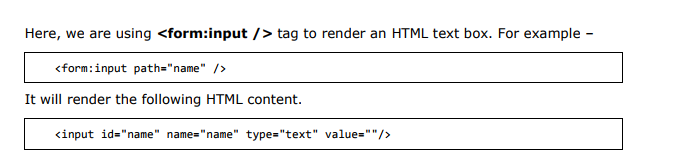 Here, we are using <form:input /> tag to render an HTML text box. For example –
<form:input path="name" />
It will render the following HTML content.
<input id="name" name="name" type="text" value=""/>